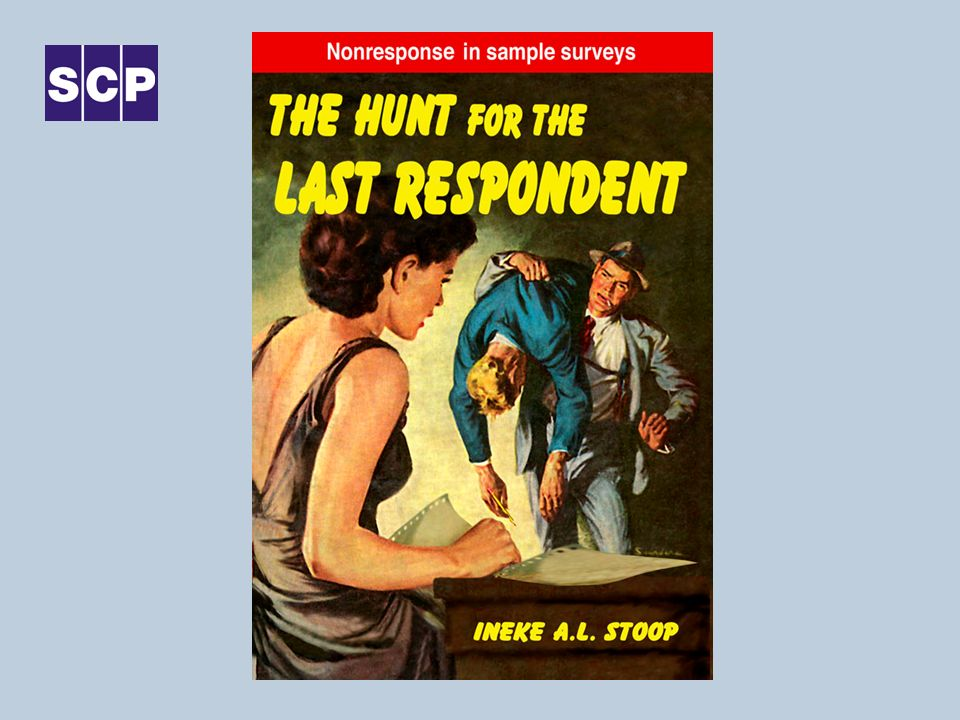 SCP
Nonresponse in sample surveys
THE HUNT FOR THE
LAST RESPONDENT
INEKE A.L. STOOP